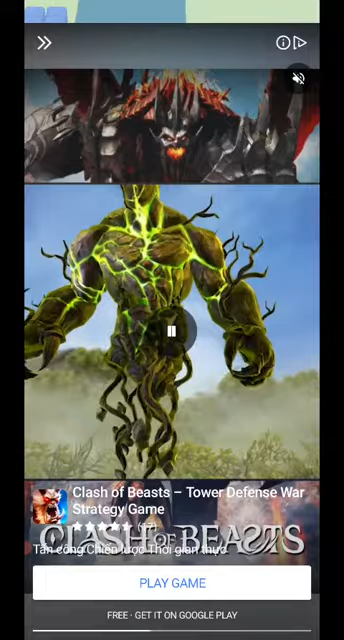 Clash of Beasts – Tower Defense War
Strategy Game
(17)
Tấn công Chiến lược Thời gian thực
CLASH OF BEASTS
PLAY GAME
FREE · GET IT ON GOOGLE PLAY